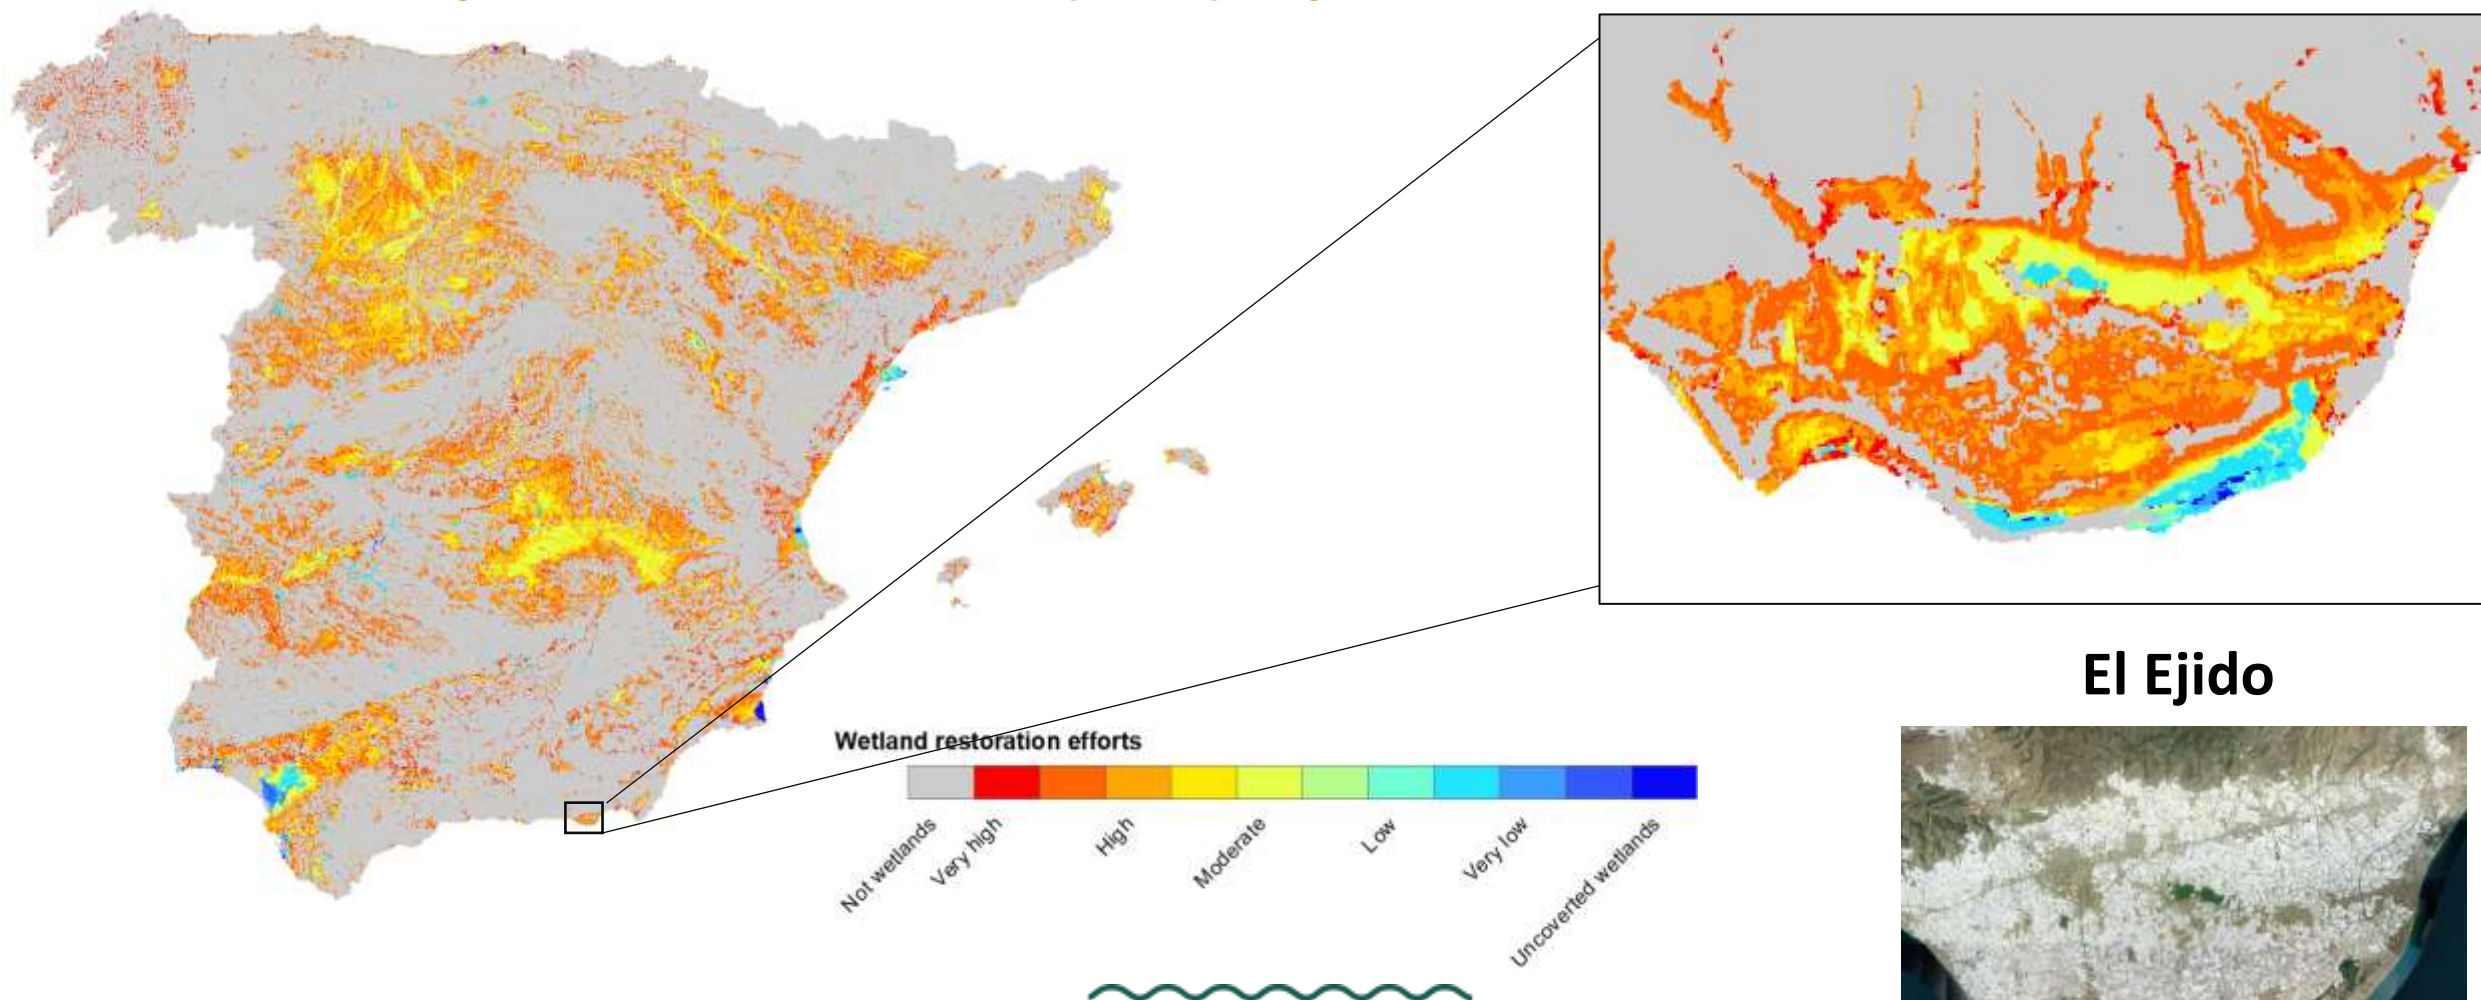 El Ejido
Wetland restoration efforts
Not wetlands
Very high
High
Moderate
Low
Very low
Uncoverted wetlands